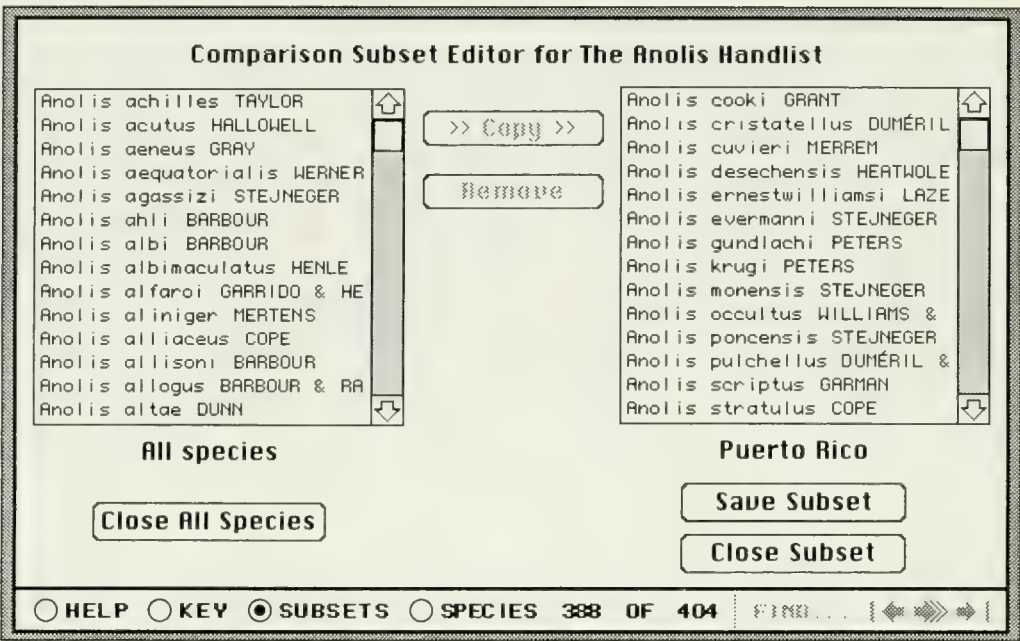 Comparison Subset Editor for The Anolis Handlist
Anolis achilles TAYLOR
Anolis acutus HALLOWELL
Anolis aeneus GRAY
Anolis aequatorialis WERNER
Anolis agassizi STEJNEGER
Anolis ahli BARBOUR
Anolis albi BARBOUR
Anolis albimaculatus HENLE
Anolis alfaroi GARRIDO & HE
Anolis aliniger MERTENS
Anolis alliaceus COPE
Anolis allisoni BARBOUR
Anolis allogus BARBOUR & RA
Anolis altae DUNN
All species
Close All Species
>> Copy >>
Remove
Anolis cooki GRANT
Anolis cristatellus DUMÉRIL
Anolis cuvieri MERREM
Anolis desechensis HEATWOLE
Anolis ernestwilliamsi LAZE
Anolis evermanni STEJNEGER
Anolis gundlachi PETERS
Anolis krugi PETERS
Anolis monensis STEJNEGER
Anolis occultus WILLIAMS &
Anolis poncensis STEJNEGER
Anolis pulchellus DUMÉRIL &
Anolis scriptus GARMAN
Anolis stratulus COPE
Puerto Rico
Save Subset
Close Subset
HELP KEY SUBSETS SPECIES 388 OF 404 FIND...